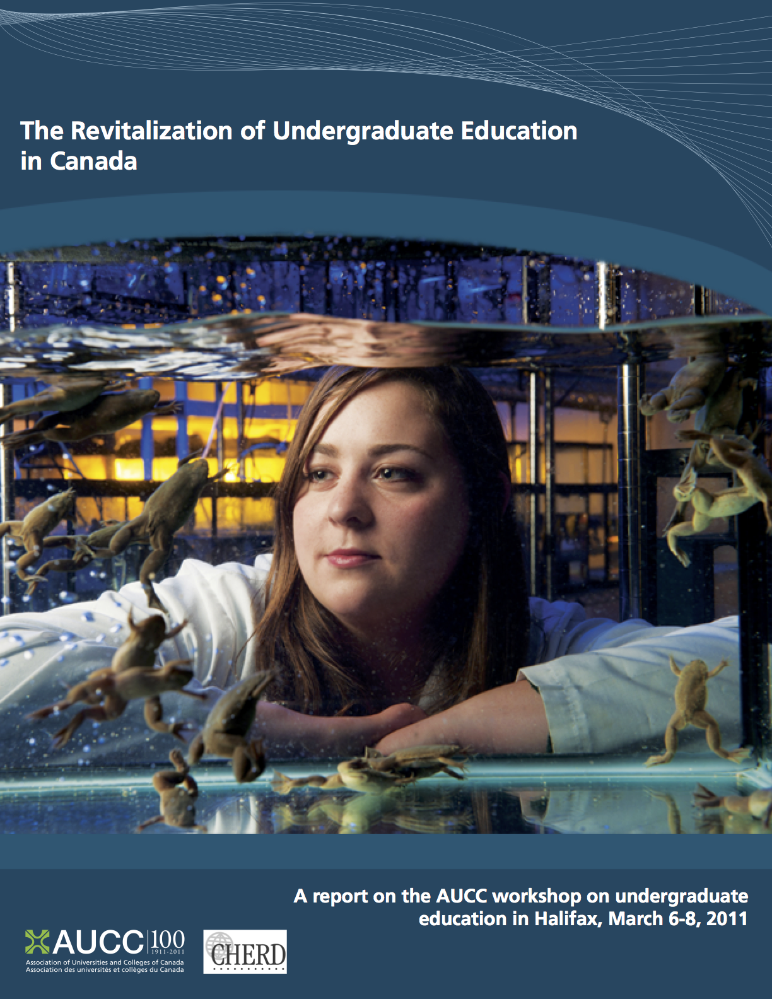 The Revitalization of Undergraduate Education
in Canada
A report on the AUCC workshop on undergraduate
education in Halifax, March 6-8, 2011
AUCC 100
1911-2011
Association of Universities and Colleges of Canada
Association des universités et collèges du Canada
CHERD